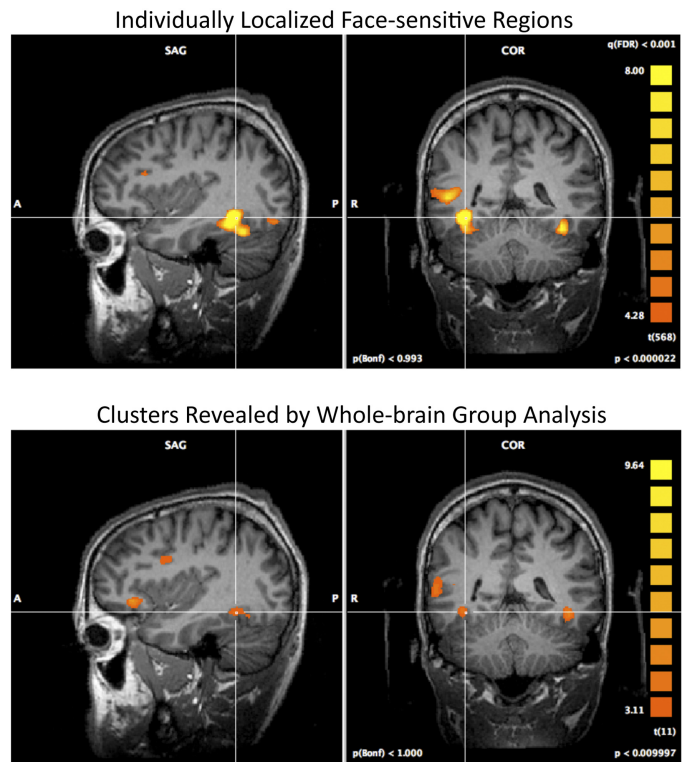 Individually Localized Face-sensitive Regions
SAG
COR
q(FDR) < 0.001
8.00
A
P
R
4.28
t(568)
p(Bonf) < 0.993
p < 0.000022
Clusters Revealed by Whole-brain Group Analysis
SAG
COR
9.64
A
P
R
3.11
t(11)
p(Bonf) < 1.000
p < 0.009997